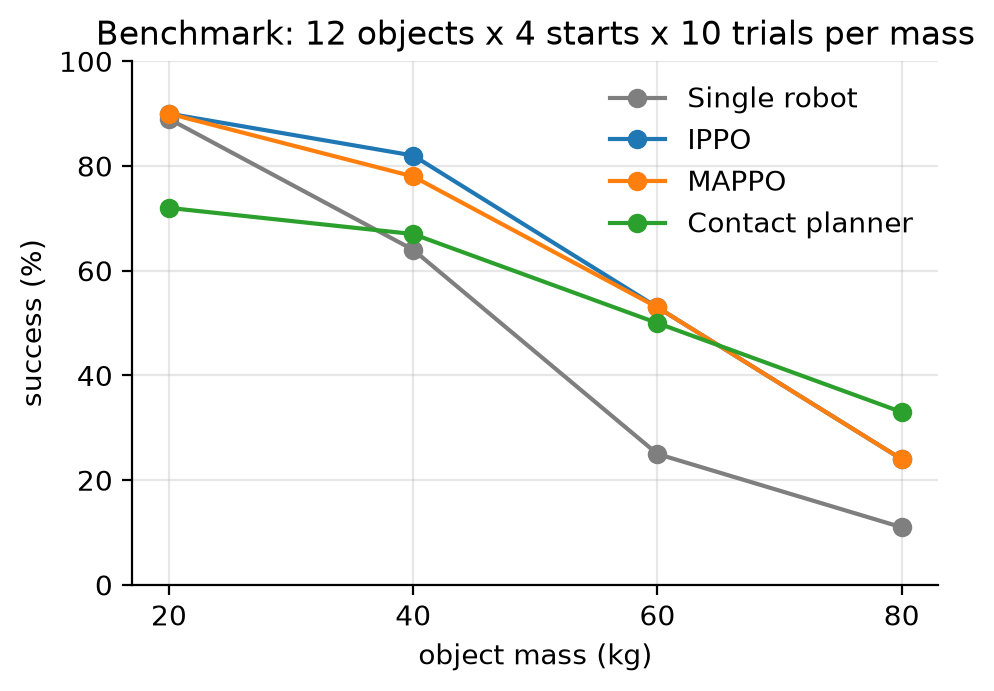 Benchmark: 12 objects x 4 starts x 10 trials per mass
100
80
60
40
20
0
success (%)
Single robot
IPPO
MAPPO
Contact planner
20 40 60 80
object mass (kg)